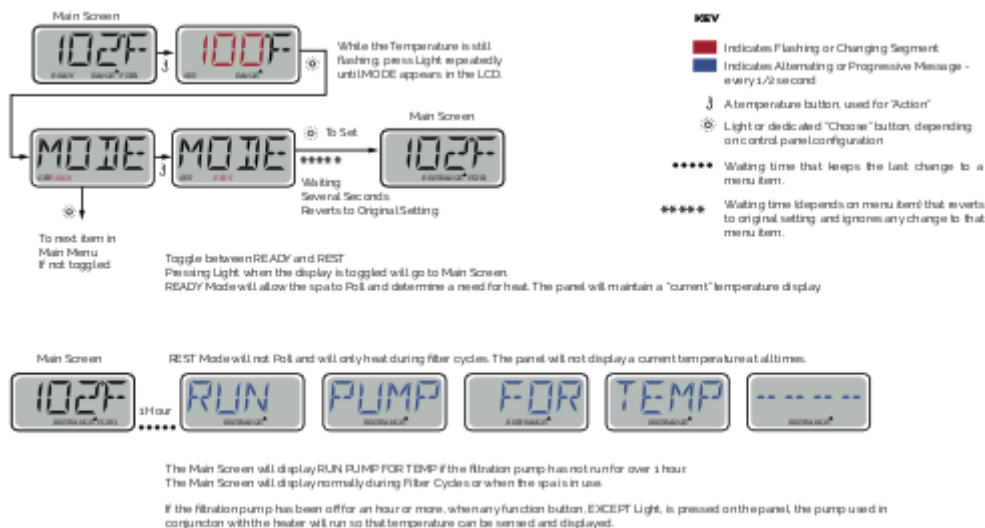 Main Screen
102F
100F
While the Temperature is still
flashing, press Light repeatedly
until MODE appears in the LCD.
KEY
Indicates Flashing or Changing Segment
Indicates Alternating or Progressive Message -
every 1/2 second
A temperature button, used for "Action"
Light or dedicated "Choose" button, depending
on control panel configuration
Waiting time that keeps the last change to a
menu item.
Waiting time (depends on menu item) that reverts
to original setting and ignores any change to that
menu item.
MODE
MODE
To Set
Waiting
Several Seconds
Reverts to Original Setting
Main Screen
102F
To next item in
Main Menu
If not toggled
Toggle between READY and REST
Pressing Light when the display is toggled will go to Main Screen.
READY Mode will allow the spa to Poll and determine a need for heat. The panel will maintain a "current" temperature display
Main Screen
REST Mode will not Poll and will only heat during filter cycles. The panel will not display a current temperature at all times.
102F
1 Hour
RUN
PUMP
FOR
TEMP
-- -- -- --
The Main Screen will display RUN PUMP FOR TEMP if the filtration pump has not run for over 1 hour
The Main Screen will display normally during Filter Cycles or when the spa is in use
If the filtration pump has been off for an hour or more, when any function button, EXCEPT Light, is pressed on the panel, the pump used in
conjuncton with the heater will run so that temperature can be sensed and displayed.